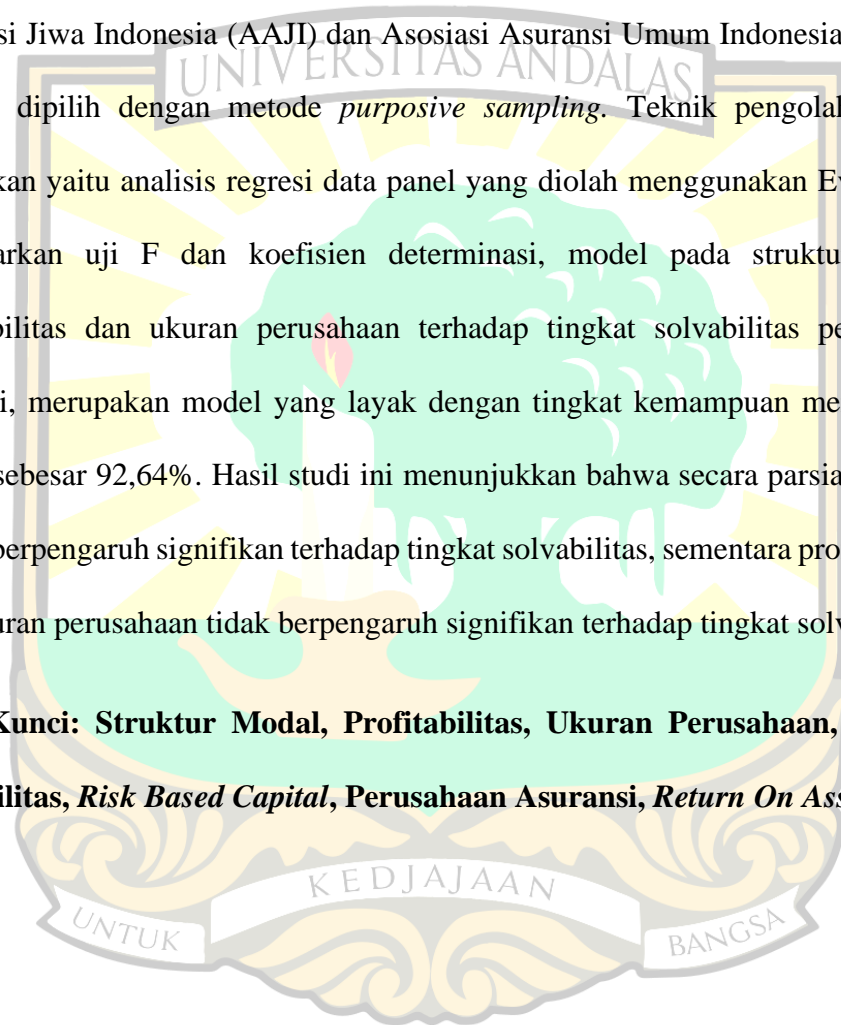 si Jiwa Indonesia (AAJI) dan Asosiasi Asuransi Umum Indonesia
UNIVERSITAS ANDALAS
dipilih dengan metode purposive sampling. Teknik pengolal
kan yaitu analisis regresi data panel yang diolah menggunakan Ev
arkan uji F dan koefisien determinasi, model pada struktu
bilitas dan ukuran perusahaan terhadap tingkat solvabilitas pe
i, merupakan model yang layak dengan tingkat kemampuan me
sebesar 92,64%. Hasil studi ini menunjukkan bahwa secara parsia
berpengaruh signifikan terhadap tingkat solvabilitas, sementara pro
uran perusahaan tidak berpengaruh signifikan terhadap tingkat solv
Kunci: Struktur Modal, Profitabilitas, Ukuran Perusahaan,
ilitas, Risk Based Capital, Perusahaan Asuransi, Return On Ass
UNTUK KEDJAJAAN BANGSA